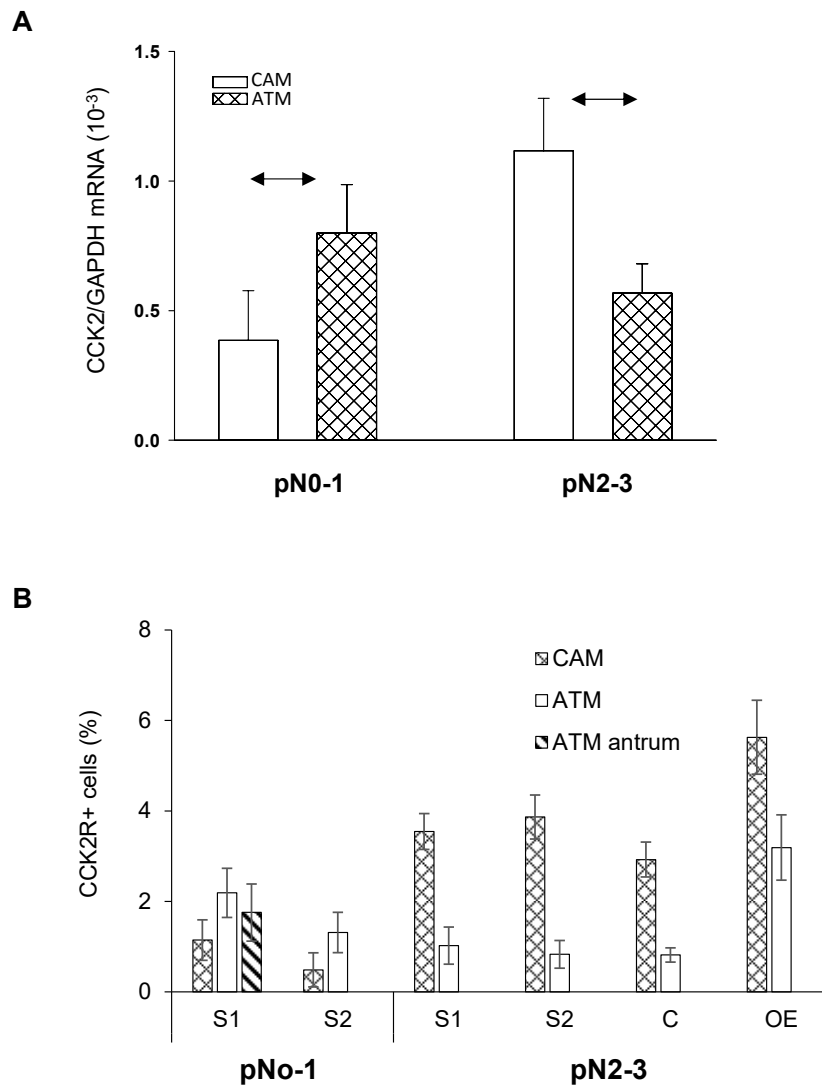 A
CCK2/GAPDH mRNA (10-3)
1.5
1.0
0.5
0.0
CAM
ATM
pN0-1 pN2-3
B
CCK2R+ cells (%)
8
6
4
2
0
CAM
ATM
ATM antrum
S1 S2 S1 S2 C OE
pNo-1 pN2-3